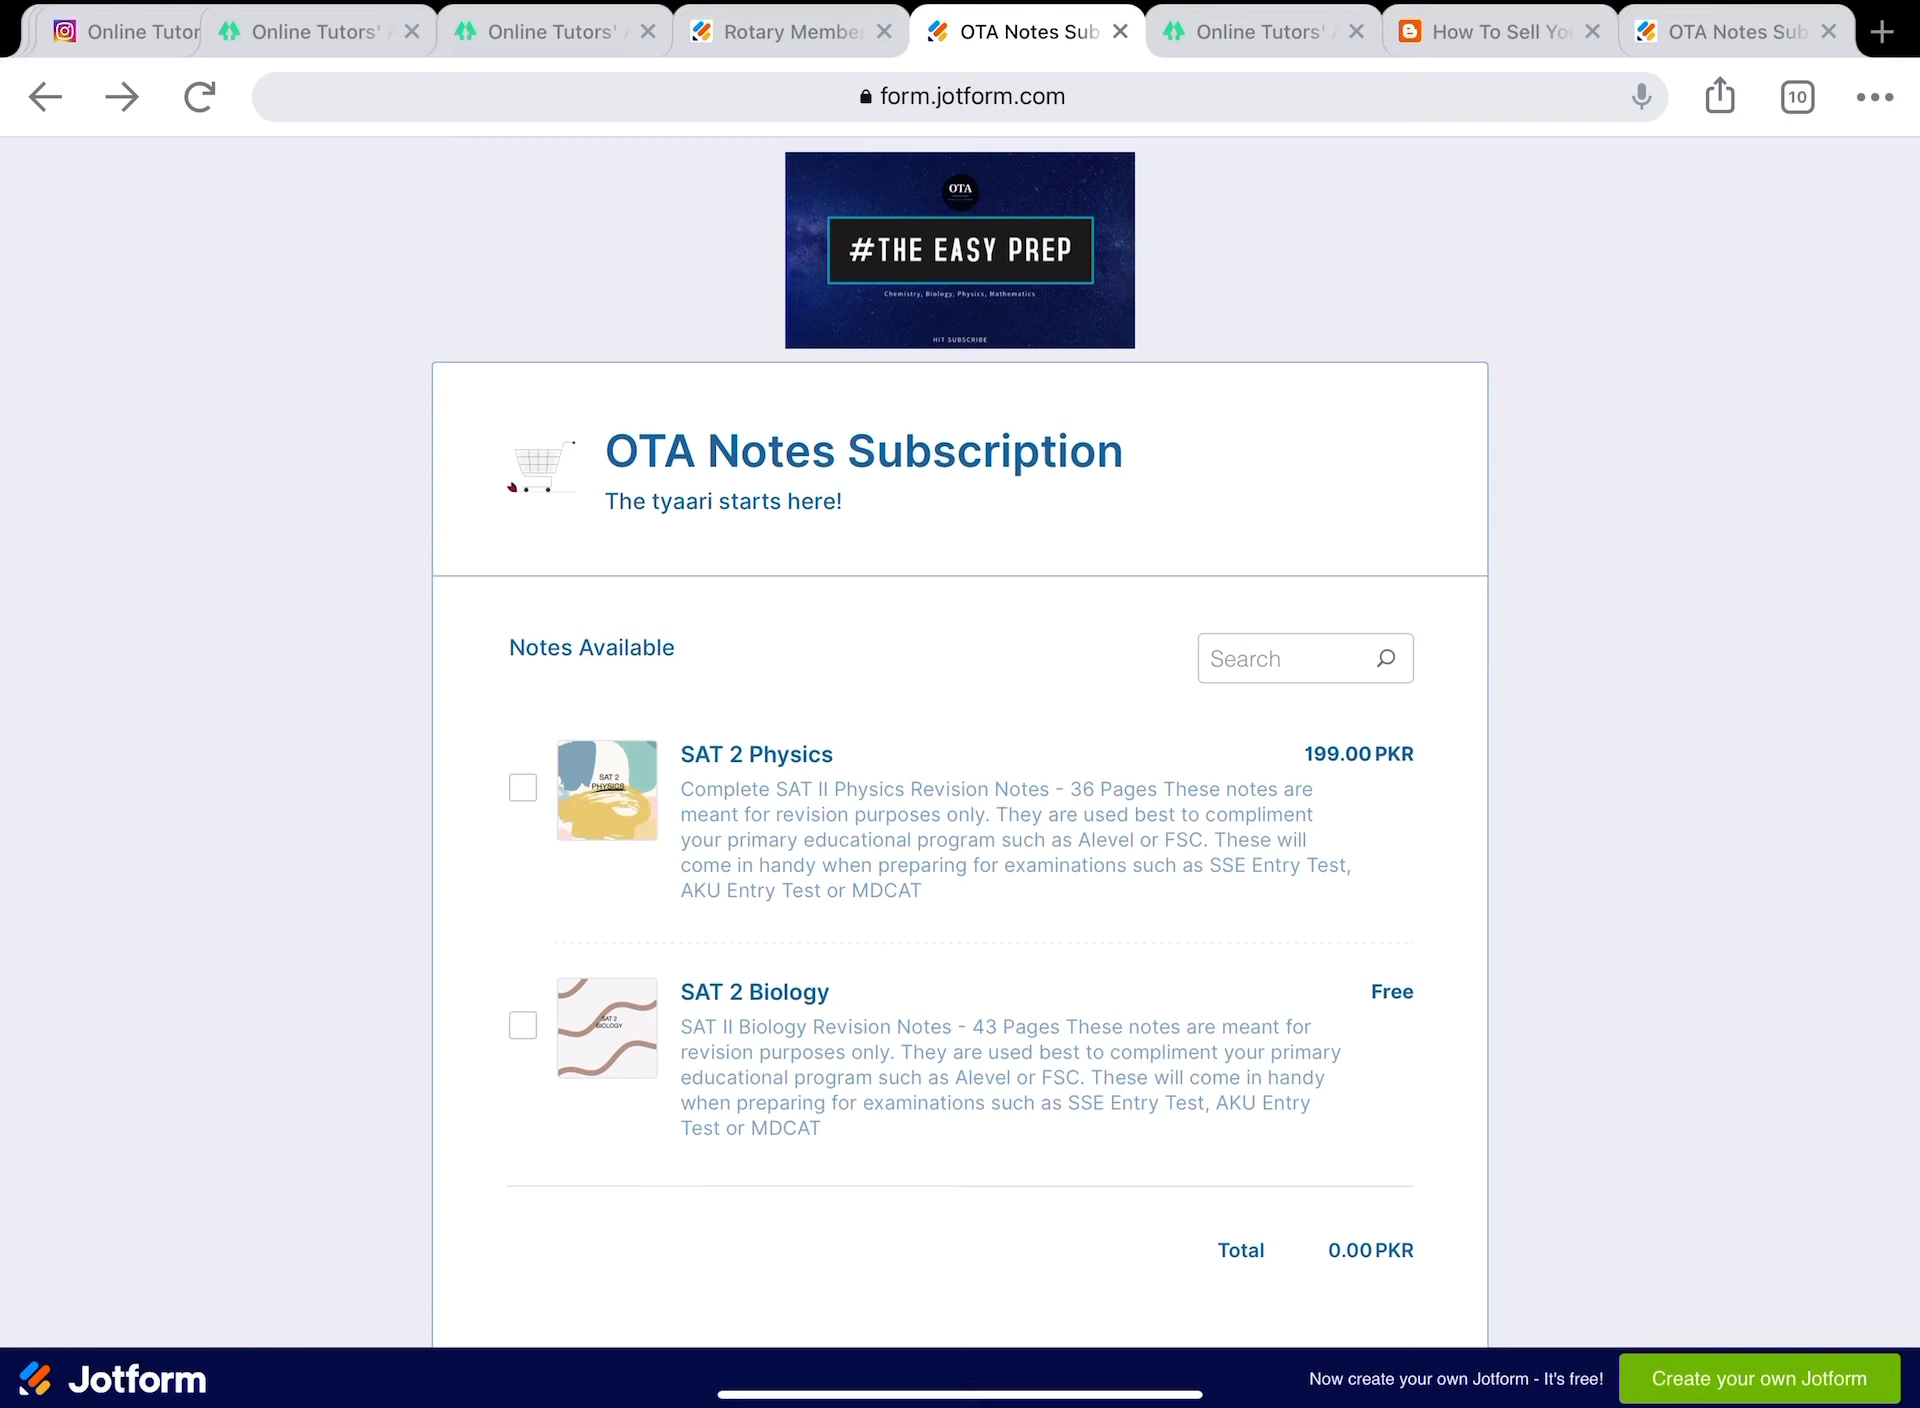 Online Tutor
Online Tutors'
Online Tutors'
Rotary Membe
OTA Notes Sub
Online Tutors'
How To Sell Yo
OTA Notes Sub
form.jotform.com
10
OTA
#THE EASY PREP
Chemistry, Biology, Physics, Mathematics
HIT SUBSCRIBE
OTA Notes Subscription
The tyaari starts here!
Notes Available
Search
SAT 2
PHYSICS
SAT 2 Physics
199.00 PKR
Complete SAT II Physics Revision Notes - 36 Pages These notes are
meant for revision purposes only. They are used best to compliment
your primary educational program such as Alevel or FSC. These will
come in handy when preparing for examinations such as SSE Entry Test,
AKU Entry Test or MDCAT
SAT 2
BIOLOGY
SAT 2 Biology
Free
SAT II Biology Revision Notes - 43 Pages These notes are meant for
revision purposes only. They are used best to compliment your primary
educational program such as Alevel or FSC. These will come in handy
when preparing for examinations such as SSE Entry Test, AKU Entry
Test or MDCAT
Total 0.00 PKR
Jotform
Now create your own Jotform - It's free!
Create your own Jotform